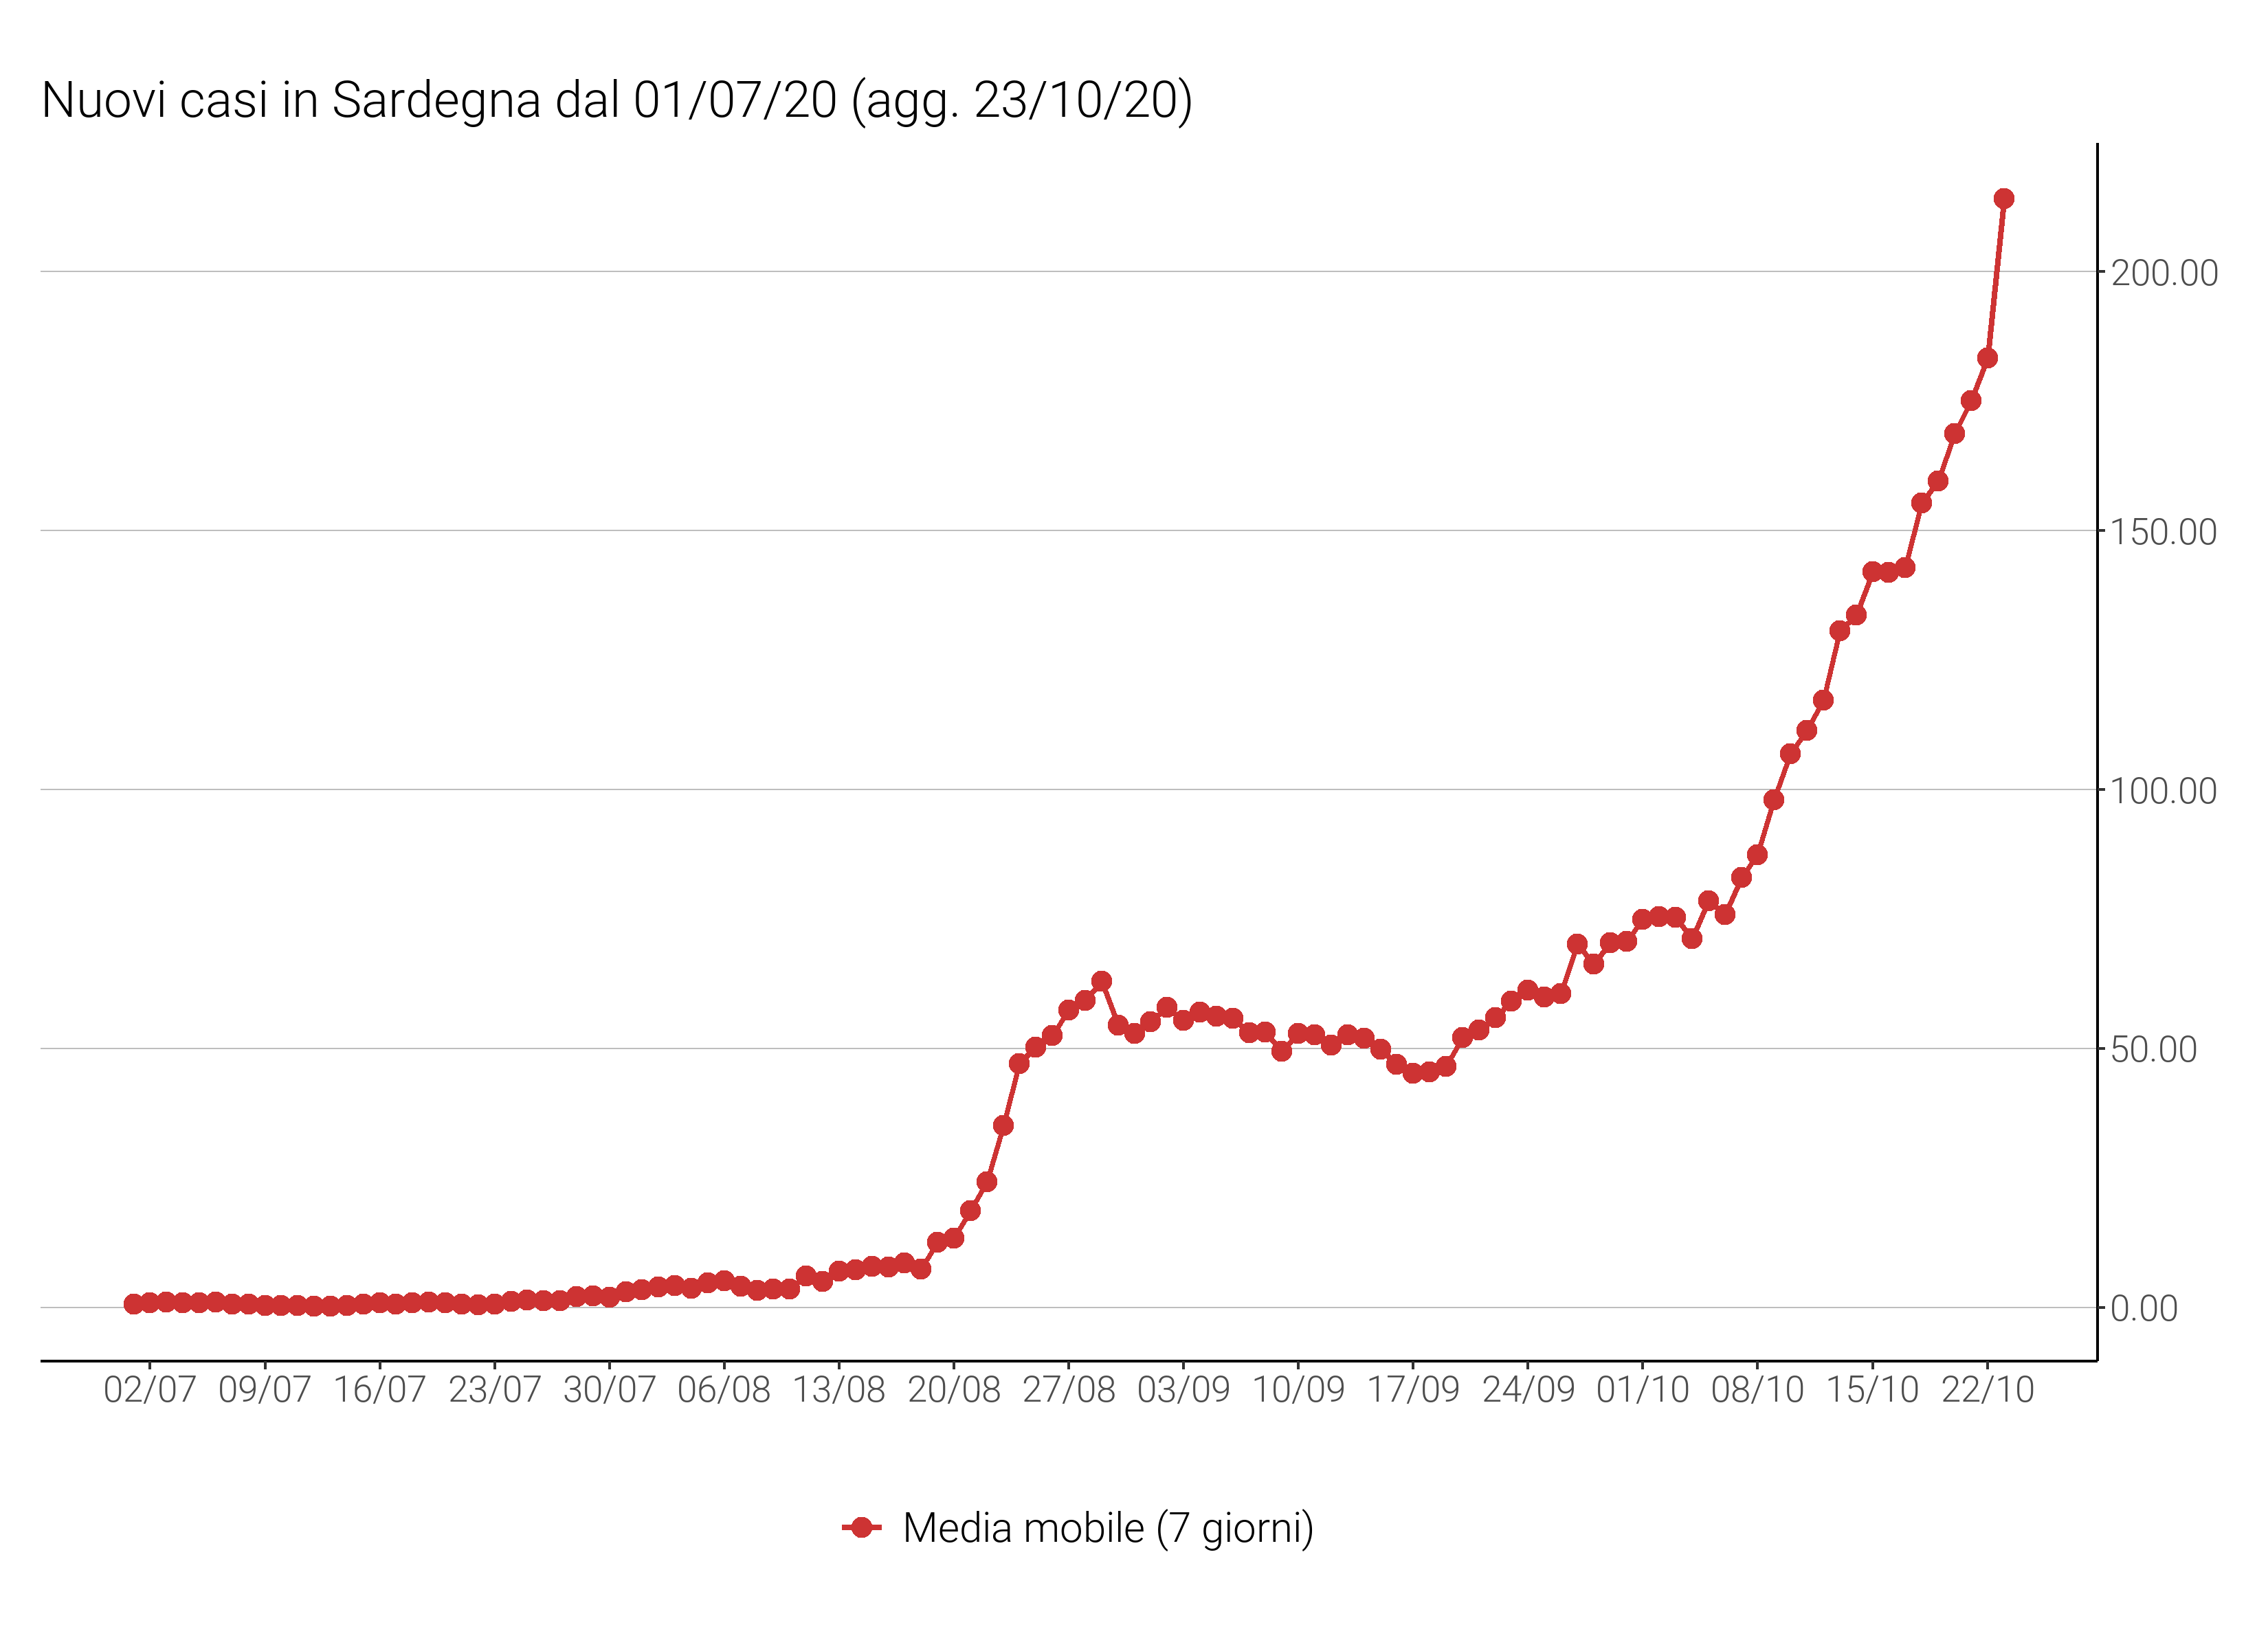 Nuovi casi in Sardegna dal 01/07/20 (agg. 23/10/20)
200.00
150.00
100.00
50.00
0.00
02/07 09/07 16/07 23/07 30/07 06/08 13/08 20/08 27/08 03/09 10/09 17/09 24/09 01/10 08/10 15/10 22/10
Media mobile (7 giorni)